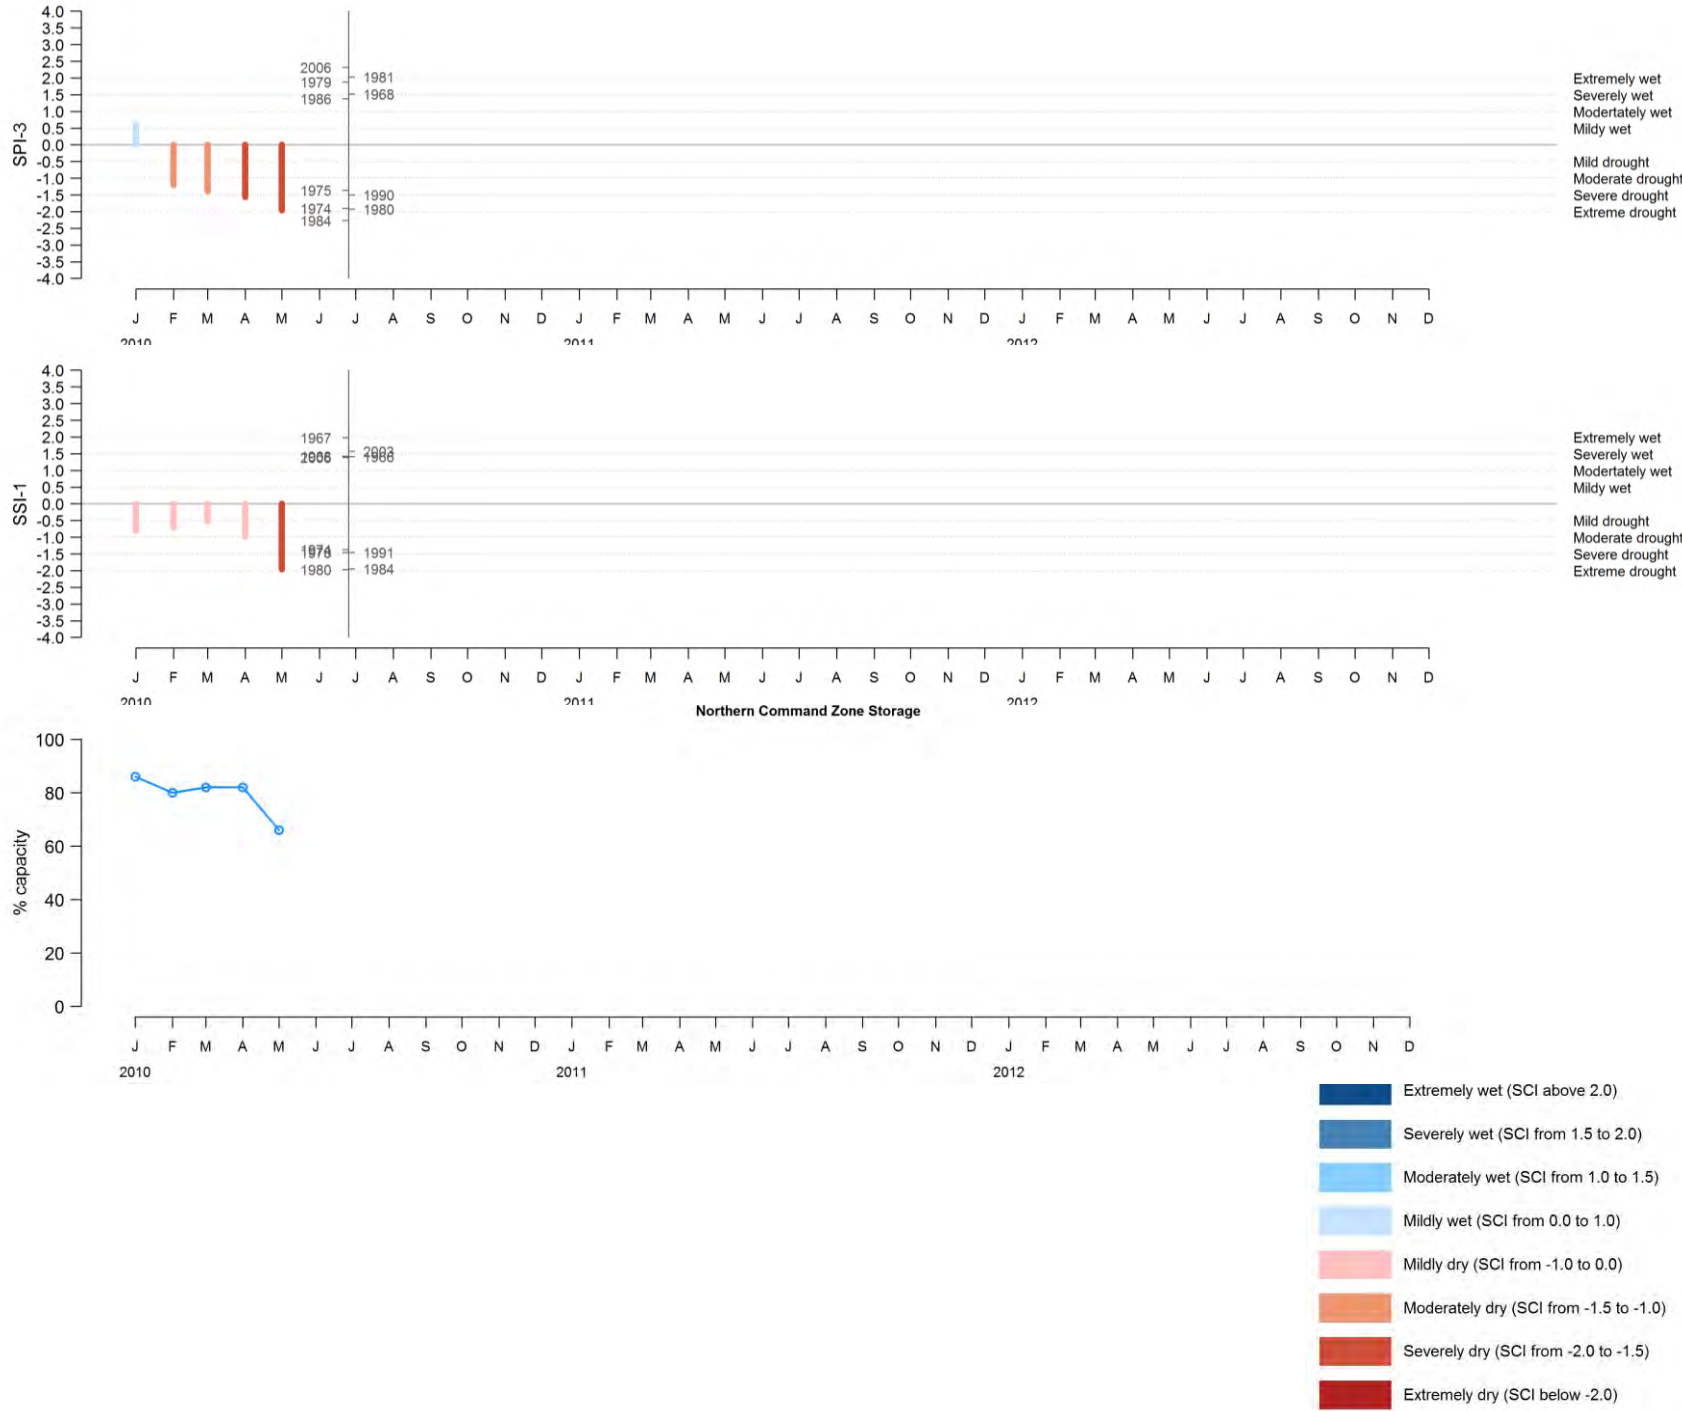 SPI-3
4.0
3.5
3.0
2.5
2.0
1.5
1.0
0.5
0.0
-0.5
-1.0
-1.5
-2.0
-2.5
-3.0
-3.5
-4.0
2006
1981
1979
1968
1986
1975
1990
1974
1980
1984
Extremely wet
Severely wet
Modertately wet
Mildy wet
Mild drought
Moderate drought
Severe drought
Extreme drought
J F M A M J J A S O N D J F M A M J J A S O N D J F M A M J J A S O N D
2010 2011 2012
SSI-1
4.0
3.5
3.0
2.5
2.0
1.5
1.0
0.5
0.0
-0.5
-1.0
-1.5
-2.0
-2.5
-3.0
-3.5
-4.0
1967
2003
1966
1991
1980
1984
Extremely wet
Severely wet
Modertately wet
Mildy wet
Mild drought
Moderate drought
Severe drought
Extreme drought
J F M A M J J A S O N D J F M A M J J A S O N D J F M A M J J A S O N D
2010 2011 2012
Northern Command Zone Storage
% capacity
100
80
60
40
20
0
J F M A M J J A S O N D J F M A M J J A S O N D J F M A M J J A S O N D
2010 2011 2012
Extremely wet (SCI above 2.0)
Severely wet (SCI from 1.5 to 2.0)
Moderately wet (SCI from 1.0 to 1.5)
Mildly wet (SCI from 0.0 to 1.0)
Mildly dry (SCI from -1.0 to 0.0)
Moderately dry (SCI from -1.5 to -1.0)
Severely dry (SCI from -2.0 to -1.5)
Extremely dry (SCI below -2.0)